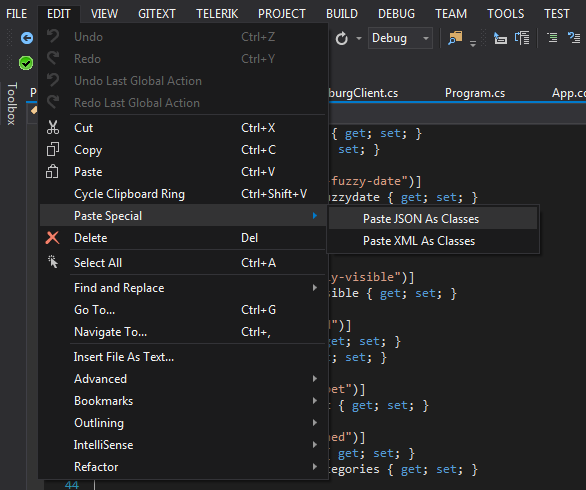 FILE EDIT VIEW GITEXT TELERIK PROJECT BUILD DEBUG TEAM TOOLS TEST
Undo Ctrl+Z
Debug
Redo Ctrl+Y
Undo Last Global Action
Redo Last Global Action
Toolbox
burgClient.cs Program.cs App.co
Cut Ctrl+X
{ get; set; }
Copy Ctrl+C
set; }
Paste Ctrl+V
fuzzy-date")]
Cycle Clipboard Ring Ctrl+Shift+V
fuzzydate { get; set; }
Paste Special
Paste JSON As Classes
Delete Del
Paste XML As Classes
Select All Ctrl+A
y-visible")]
Find and Replace
sible { get; set; }
Go To... Ctrl+G
d")]
Navigate To... Ctrl+,
get; set; }
Insert File As Text...
t; set; }
Advanced
pet")]
Bookmarks
t { get; set; }
Outlining
ned")]
IntelliSense
{ get; set; }
Refactor
tegories { get; set; }
44